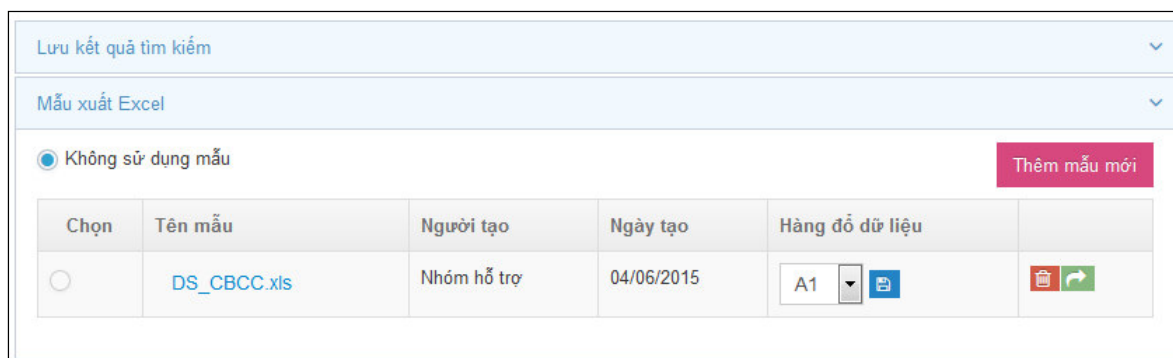 Lưu kết quả tìm kiếm
Mẫu xuất Excel
Không sử dụng mẫu
Thêm mẫu mới
Chọn Tên mẫu Người tạo Ngày tạo Hàng đổ dữ liệu
DS_CBCC.xls Nhóm hỗ trợ 04/06/2015 A1